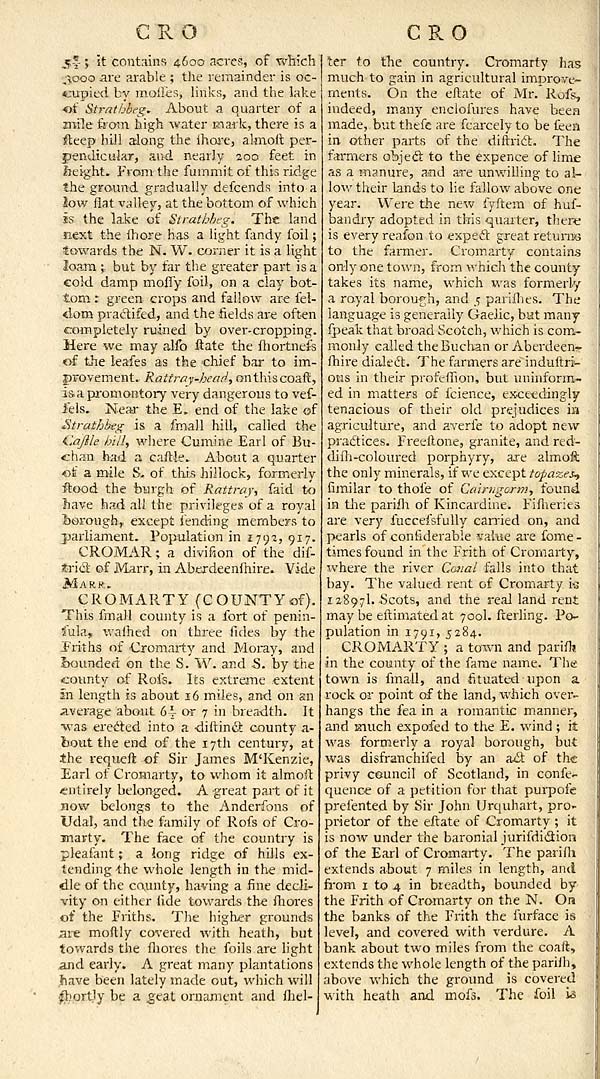 CRO
5½; it contains 4600 acres, of which
3000 are arable; the remainder is oc-
cupied by moſſes, links, and the lake
of Strathbeg. About a quarter of a
mile from high water mark, there is a
ſteep hill along the ſhore, almoſt per-
pendicular, and nearly 200 feet in
height. From the ſummit of this ridge
the ground gradually deſcends into a
low flat valley, at the bottom of which
is the lake of Strathbeg. The land
next the ſhore has a light ſandy ſoil;
towards the N. W. corner it is a light
loam; but by far the greater part is a
cold damp moſſy ſoil, on a clay bot-
tom: green crops and fallow are ſel-
dom practiſed, and the fields are often
completely ruined by over-cropping.
Here we may alſo ſtate the ſhortneſs
of the leaſes as the chief bar to im-
provement. Rattray-head, on this coaſt,
is a promontory very dangerous to veſ-
ſels. Near the E. end of the lake of
Strathbeg is a ſmall hill, called the
Caſtle hill, where Cumine Earl of Bu-
chan had a caſtle. About a quarter
of a mile S. of this hillock, formerly
ſtood the burgh of Rattray, ſaid to
have had all the privileges of a royal
borough, except ſending members to
parliament. Population in 1792, 917.
CROMAR; a diviſion of the diſ-
trict of Marr, in Aberdeenſhire. Vide
MARR.
CROMARTY (COUNTY of).
This ſmall county is a ſort of penin-
ſula, waſhed on three ſides by the
Friths of Cromarty and Moray, and
bounded on the S. W. and S. by the
county of Roſs. Its extreme extent
in length is about 16 miles, and on an
average about 6½ or 7 in breadth. It
was erected into a diſtinct county a-
bout the end of the 17th century, at
the requeſt of Sir James M'Kenzie,
Earl of Cromarty, to whom it almoſt
entirely belonged. A great part of it
now belongs to the Anderſons of
Udal, and the family of Roſs of Cro-
marty. The face of the country is
pleaſant; a long ridge of hills ex-
tending the whole length in the mid-
dle of the county, having a fine decli-
vity on either ſide towards the ſhores
of the Friths. The higher grounds
are moſtly covered with heath, but
towards the ſhores the ſoils are light
and early. A great many plantations
have been lately made out, which will
ſhortly be a geat ornament and ſhel-
CRO
ter to the country. Cromarty has
much to gain in agricultural improve-
ments. On the eſtate of Mr. Roſs,
indeed, many encloſures have been
made, but theſe are ſcarcely to be ſeen
in other parts of the diſtrict. The
farmers object to the expence of lime
as a manure, and are unwilling to al-
low their lands to lie fallow above one
year. Were the new ſyſtem of huſ-
bandry adopted in this quarter, there
is every reaſon to expect great returns
to the farmer. Cromarty contains
only one town, from which the county
takes its name, which was formerly
a royal borough, and 5 pariſhes. The
language is generally Gaelic, but many
ſpeak that broad Scotch, which is com-
monly called the Buchan or Aberdeen-
ſhire dialect. The farmers are induſtri-
ous in their profeſſion, but uninform-
ed in matters of ſcience, exceedingly
tenacious of their old prejudices in
agriculture, and averſe to adopt new
practices. Freeſtone, granite, and red-
diſh-coloured porphyry, are almoſt
the only minerals, if we except topazes,
ſimilar to thoſe of Cairngorm, found
in the pariſh of Kincardine. Fiſheries
are very ſucceſsfully carried on, and
pearls of conſiderable value are ſome-
times found in the Frith of Cromarty,
where the river Conal falls into that
bay. The valued rent of Cromarty is
12897l. Scots, and the real land rent
may be eſtimated at 700l. ſterling. Po-
pulation in 1791, 5284.
CROMARTY; a town and pariſh
in the county of the ſame name. The
town is ſmall, and ſituated upon a
rock or point of the land, which over-
hangs the ſea in a romantic manner,
and much expoſed to the E. wind; it
was formerly a royal borough, but
was disfranchiſed by an act of the
privy council of Scotland, in conſe-
quence of a petition for that purpoſe
preſented by Sir John Urquhart, pro-
prietor of the eſtate of Cromarty; it
is now under the baronial juriſdiction
of the Earl of Cromarty. The pariſh
extends about 7 miles in length, and
from 1 to 4 in breadth, bounded by
the Frith of Cromarty on the N. On
the banks of the Frith the ſurface is
level, and covered with verdure. A
bank about two miles from the coaſt,
extends the whole length of the pariſh,
above which the ground is covered
with heath and moſs. The ſoil is